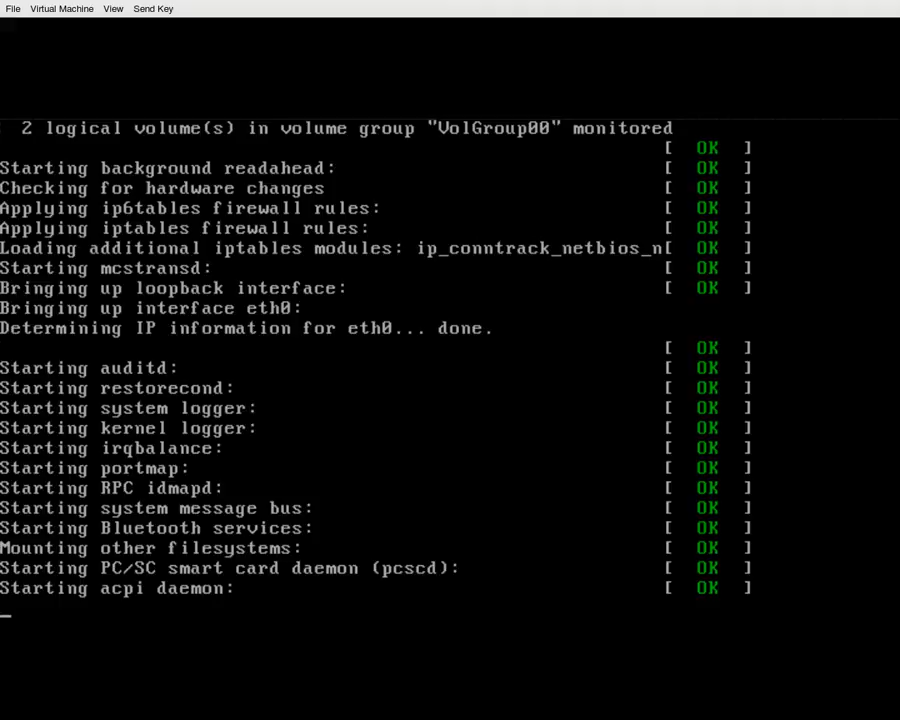 File Virtual Machine View Send Key
2 logical volume(s) in volume group "VolGroup00" monitored
[ OK ]
Starting background readahead: [ OK ]
Checking for hardware changes [ OK ]
Applying ip6tables firewall rules: [ OK ]
Applying iptables firewall rules: [ OK ]
Loading additional iptables modules: ip_conntrack_netbios_n[ OK ]
Starting mcstransd: [ OK ]
Bringing up loopback interface: [ OK ]
Bringing up interface eth0:
Determining IP information for eth0... done.
[ OK ]
Starting auditd: [ OK ]
Starting restorecond: [ OK ]
Starting system logger: [ OK ]
Starting kernel logger: [ OK ]
Starting irqbalance: [ OK ]
Starting portmap: [ OK ]
Starting RPC idmapd: [ OK ]
Starting system message bus: [ OK ]
Starting Bluetooth services: [ OK ]
Mounting other filesystems: [ OK ]
Starting PC/SC smart card daemon (pcscd): [ OK ]
Starting acpi daemon: [ OK ]
_